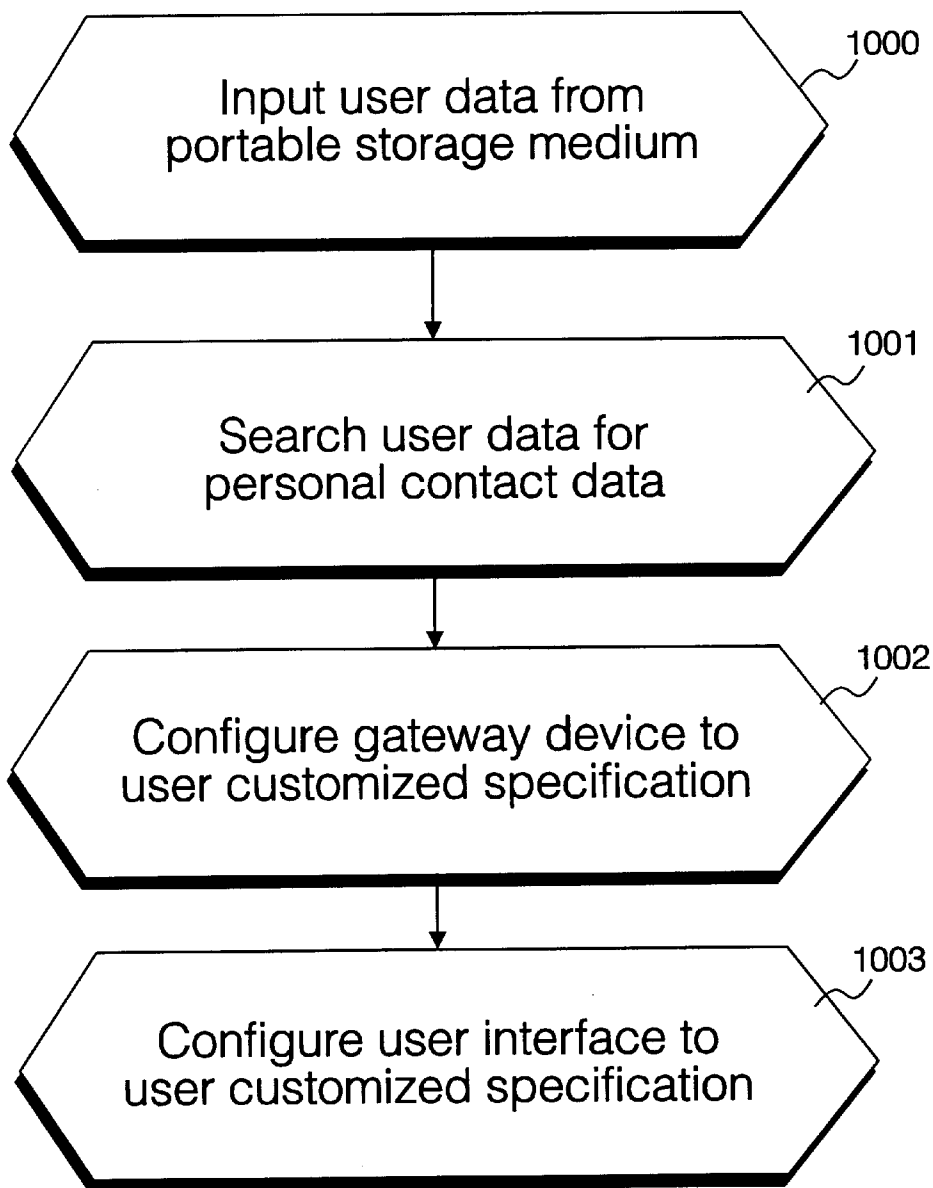 1000
Input user data from
portable storage medium
1001
Search user data for
personal contact data
1002
Configure gateway device to
user customized specification
1003
Configure user interface to
user customized specification